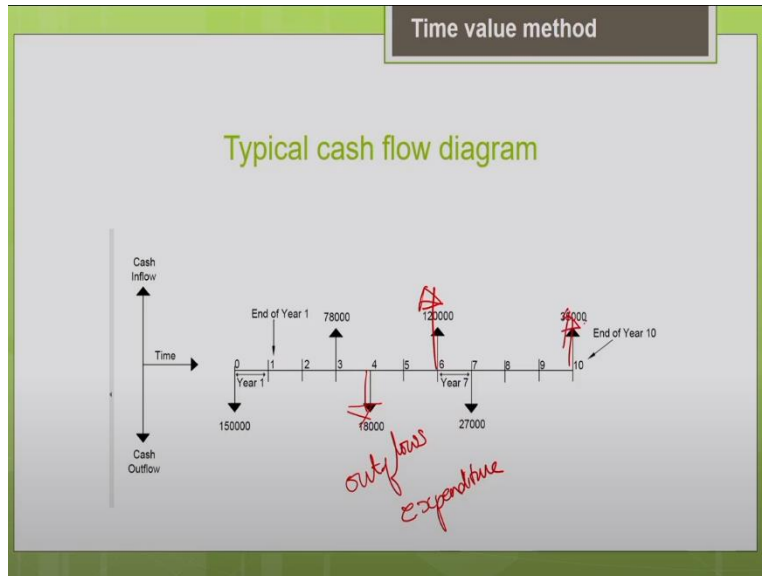 Time value method
Typical cash flow diagram
Cash
Inflow
End of Year 1
78000
120000
End of Year 10
Time
0 1 2 3 4 5 6 7 8 9 10
Year 1
Year 7
150000
18000
27000
Cash
Outflow
outflows
expenditure